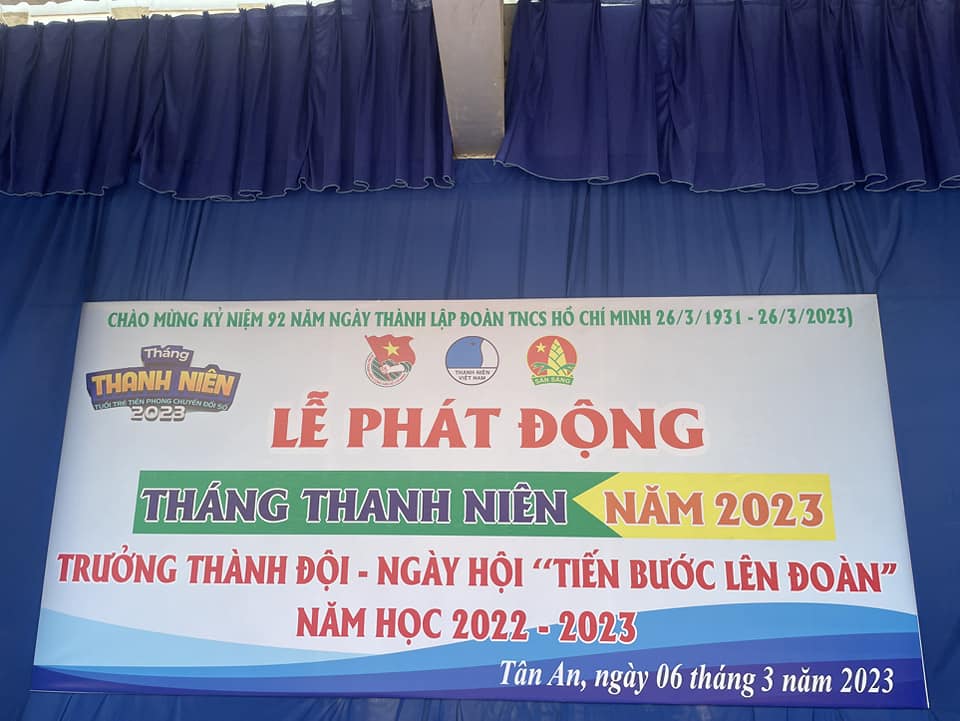 CHÀO MỪNG KỶ NIỆM 92 NĂM NGÀY THÀNH LẬP ĐOÀN TNCS HỒ CHÍ MINH 26/3/1931 - 26/3/2023)
Tháng
THANH NIÊN
TUỔI TRẺ TIÊN PHONG CHUYỂN ĐỔI SỐ
2023
THANH NIÊN
VIỆT NAM
SẴN SÀNG
LỄ PHÁT ĐỘNG
THÁNG THANH NIÊN NĂM 2023
TRƯỞNG THÀNH ĐỘI - NGÀY HỘI “TIẾN BƯỚC LÊN ĐOÀN”
NĂM HỌC 2022 - 2023
Tân An, ngày 06 tháng 3 năm 2023